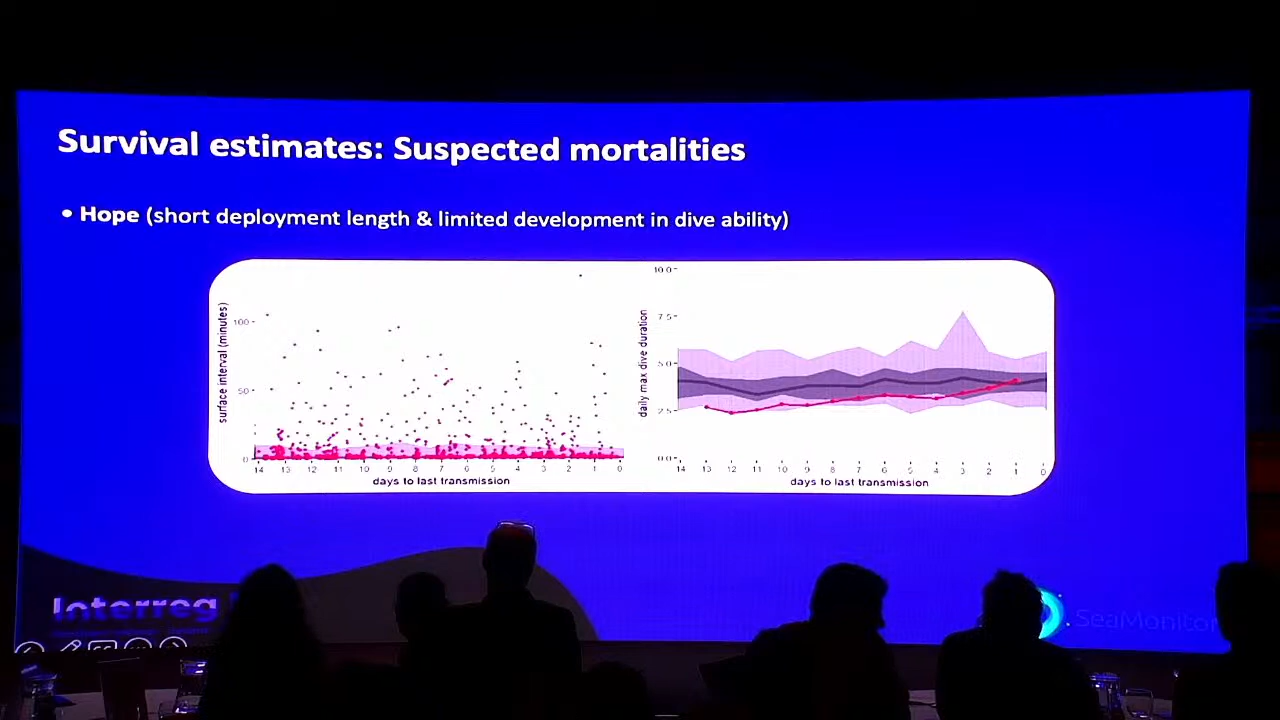 Survival estimates: Suspected mortalities
• Hope (short deployment length & limited development in dive ability)
surface interval (minutes)
100
50
0
14 13 12 11 10 9 8 7 6 5 4 3 2 1 0
days to last transmission
daily max dive duration
10.0
7.5
5.0
2.5
0.0
14 13 12 11 10 9 8 7 6 5 4 3 2 1 0
days to last transmission
Interreg
SeaMonitor